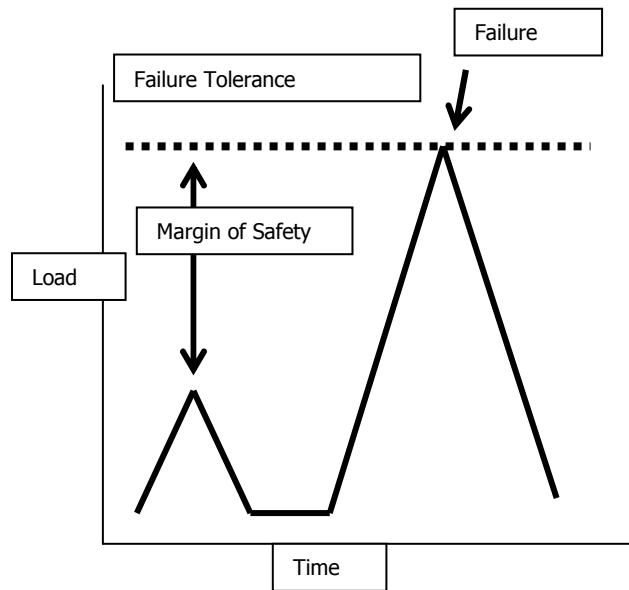 Failure
Failure Tolerance
Margin of Safety
Load
Time